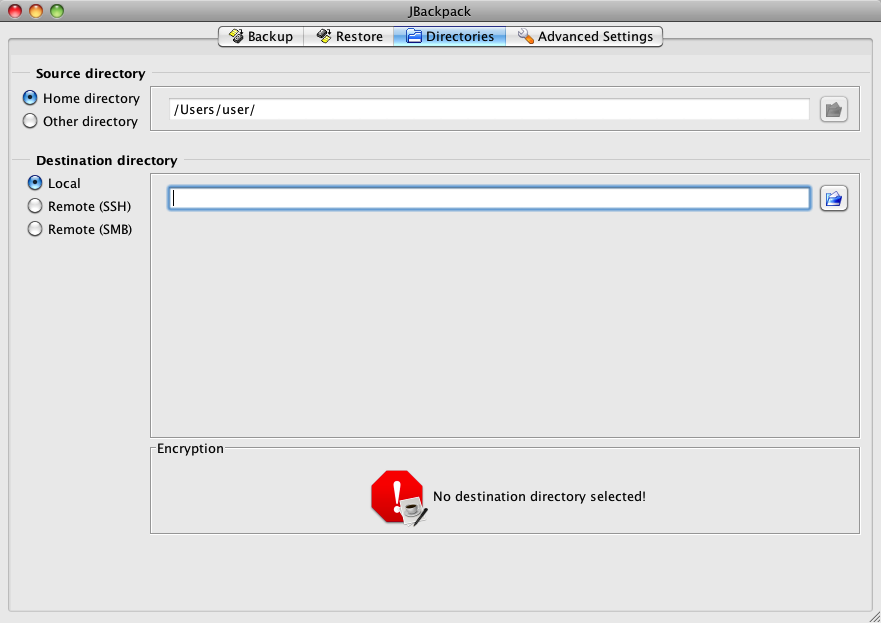 JBackpack
Backup Restore Directories Advanced Settings
Source directory
Home directory
/Users/user/
Other directory
Destination directory
Local
Remote (SSH)
Remote (SMB)
Encryption
No destination directory selected!